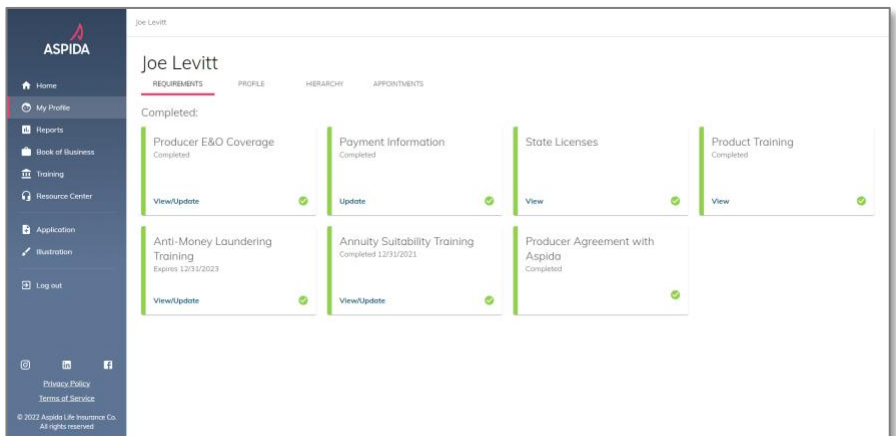 ASPIDA
Home
My Profile
Reports
Book of Business
Training
Resource Center
Application
Illustration
Log out
Privacy Policy
Terms of Service
© 2022 Aspida Life Insurance Co.
All rights reserved
Joe Levitt
Joe Levitt
REQUIREMENTS PROFILE HIERARCHY APPOINTMENTS
Completed:
Producer E&O Coverage
Completed
View/Update
Payment Information
Completed
Update
State Licenses
View
Product Training
Completed
View
Anti-Money Laundering
Training
Expires 12/31/2023
View/Update
Annuity Suitability Training
Completed 12/31/2021
View/Update
Producer Agreement with
Aspida
Completed